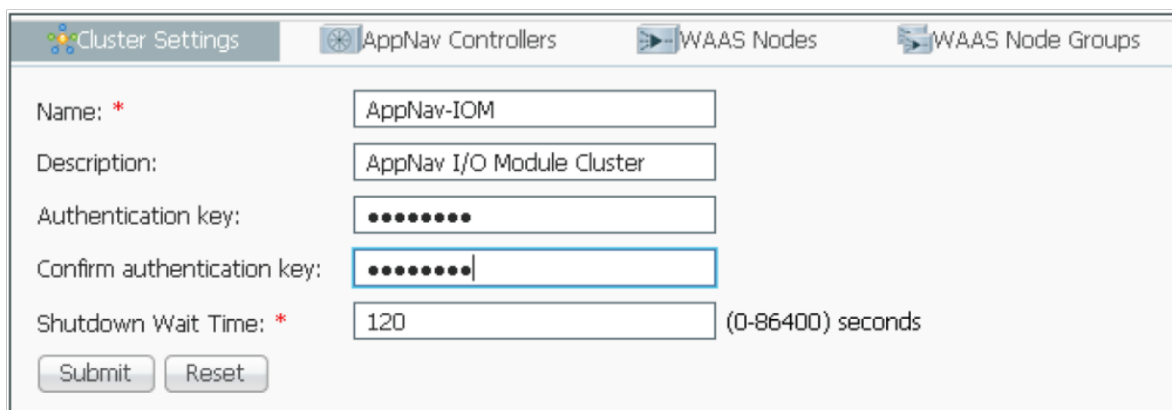 Cluster Settings AppNav Controllers WAAS Nodes WAAS Node Groups
Name: * AppNav-IOM
Description: AppNav I/O Module Cluster
Authentication key: ••••••••
Confirm authentication key: ••••••••
Shutdown Wait Time: * 120 (0-86400) seconds
Submit Reset